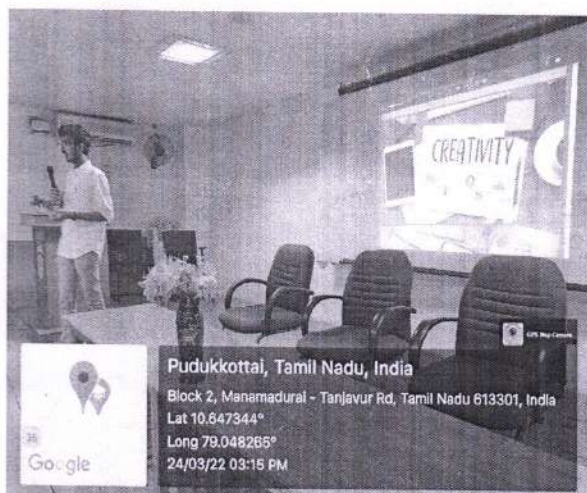 CREATIVITY
GPS Map Camera
Pudukkottai, Tamil Nadu, India
Block 2, Manamadurai - Tanjavur Rd, Tamil Nadu 613301, India
Lat 10.647344°
Long 79.048265°
24/03/22 03:15 PM
Google